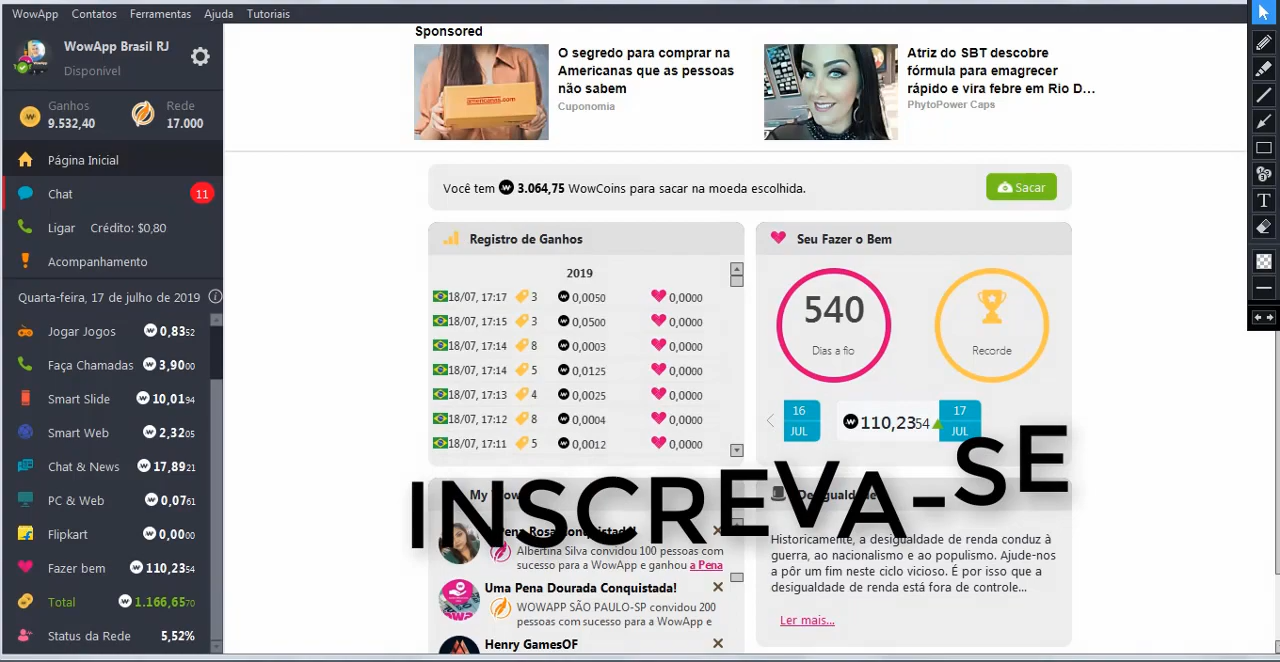 WowApp Contatos Ferramentas Ajuda Tutoriais
WowApp Brasil RJ
Disponível
Ganhos
9.532,40
Rede
17.000
Página Inicial
Chat 11
Ligar Crédito: $0,80
Acompanhamento
Quarta-feira, 17 de julho de 2019
Jogar Jogos 0,8352
Faça Chamadas 3,9000
Smart Slide 10,0194
Smart Web 2,3205
Chat & News 17,8921
PC & Web 0,0761
Flipkart 0,0000
Fazer bem 110,2354
Total 1.166,6570
Status da Rede 5,52%
Sponsored
O segredo para comprar na
Americanas que as pessoas
não sabem
Cuponomia
americanas.com
Atriz do SBT descobre
fórmula para emagrecer
rápido e vira febre em Rio D...
PhytoPower Caps
Você tem 3.064,75 WowCoins para sacar na moeda escolhida.
Sacar
Registro de Ganhos
2019
18/07, 17:17 3 0,0050 0,0000
18/07, 17:15 3 0,0500 0,0000
18/07, 17:14 8 0,0003 0,0000
18/07, 17:14 5 0,0125 0,0000
18/07, 17:13 4 0,0025 0,0000
18/07, 17:12 8 0,0004 0,0000
18/07, 17:11 5 0,0012 0,0000
Seu Fazer o Bem
540
Dias a fio
Recorde
16
JUL
110,2354
17
JUL
INSCREVA-SE
My Wow
Albertina Silva convidou 100 pessoas com
sucesso para a WowApp e ganhou a Pena
Uma Pena Dourada Conquistada!
WOWAPP SÃO PAULO-SP convidou 200
pessoas com sucesso para a WowApp e
Henry GamesOF
Desigualdade
Historicamente, a desigualdade de renda conduz à
guerra, ao nacionalismo e ao populismo. Ajude-nos
a pôr um fim neste ciclo vicioso. É por isso que a
desigualdade de renda está fora de controle...
Ler mais...
T